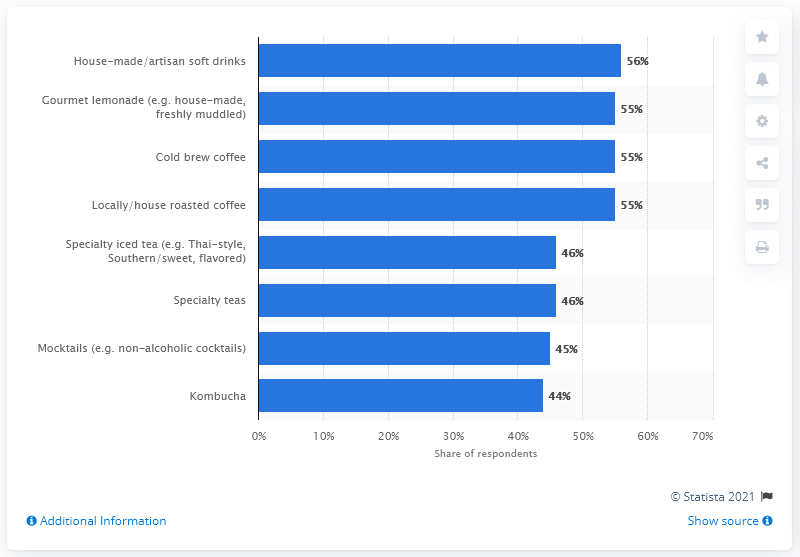 House-made/artisan soft drinks 56%
Gourmet lemonade (e.g. house-made,
freshly muddled) 55%
Cold brew coffee 55%
Locally/house roasted coffee 55%
Specialty iced tea (e.g. Thai-style,
Southern/sweet, flavored) 46%
Specialty teas 46%
Mocktails (e.g. non-alcoholic cocktails) 45%
Kombucha 44%
0% 10% 20% 30% 40% 50% 60% 70%
Share of respondents
© Statista 2021
Additional Information Show source